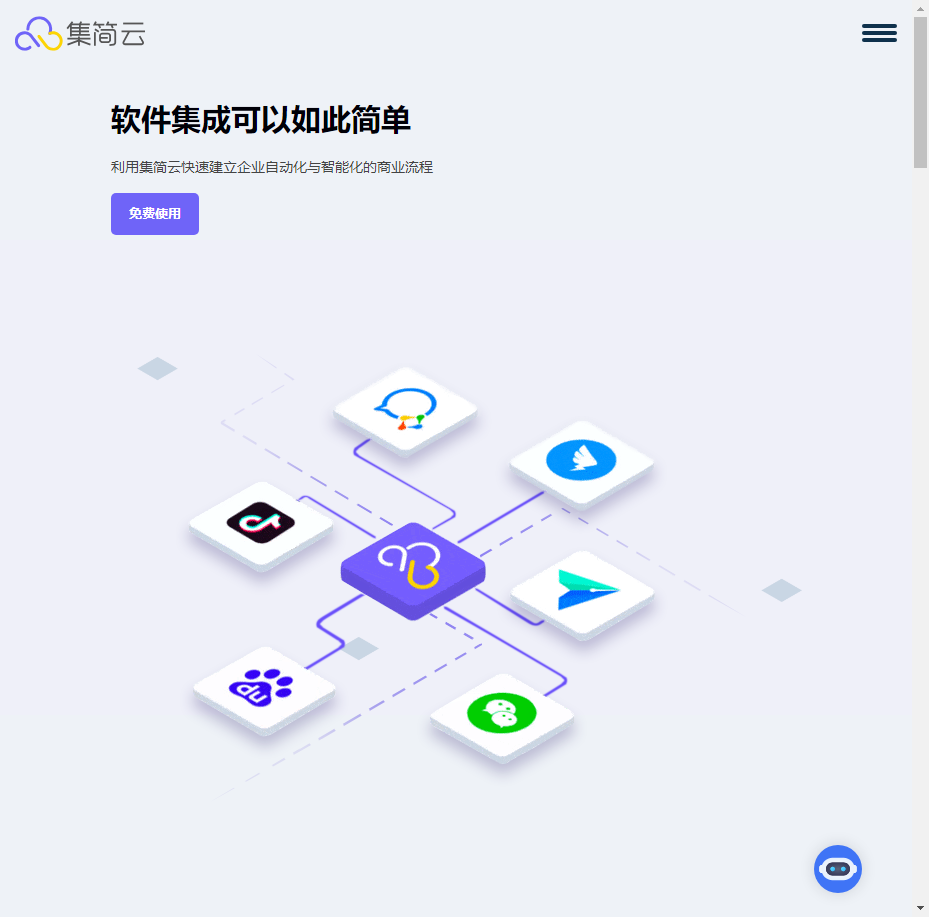 集简云
软件集成可以如此简单
利用集简云快速建立企业自动化与智能化的商业流程
免费使用
du